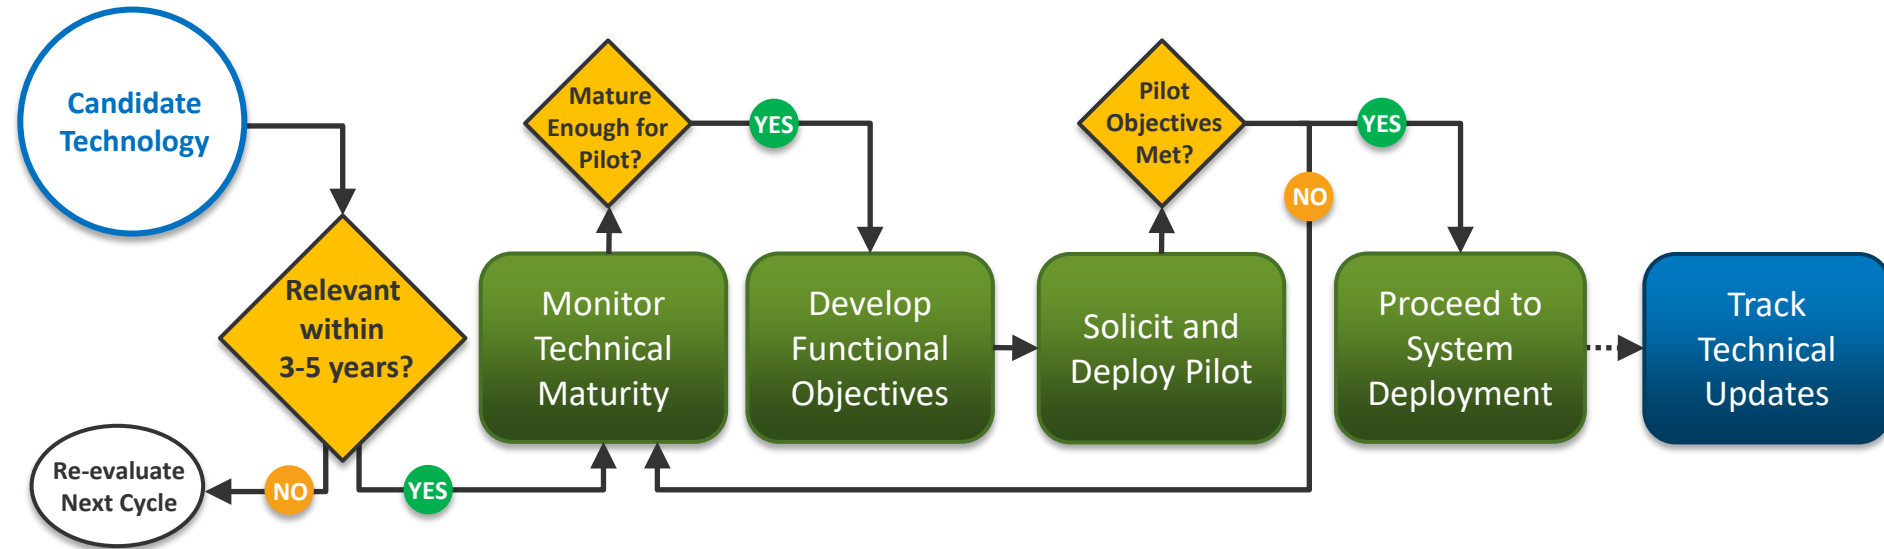 Candidate
Technology
Relevant
within
3-5 years?
NO
Re-evaluate
Next Cycle
YES
Monitor
Technical
Maturity
Mature
Enough for
Pilot?
YES
Develop
Functional
Objectives
Solicit and
Deploy Pilot
Pilot
Objectives
Met?
NO
YES
Proceed to
System
Deployment
Track
Technical
Updates